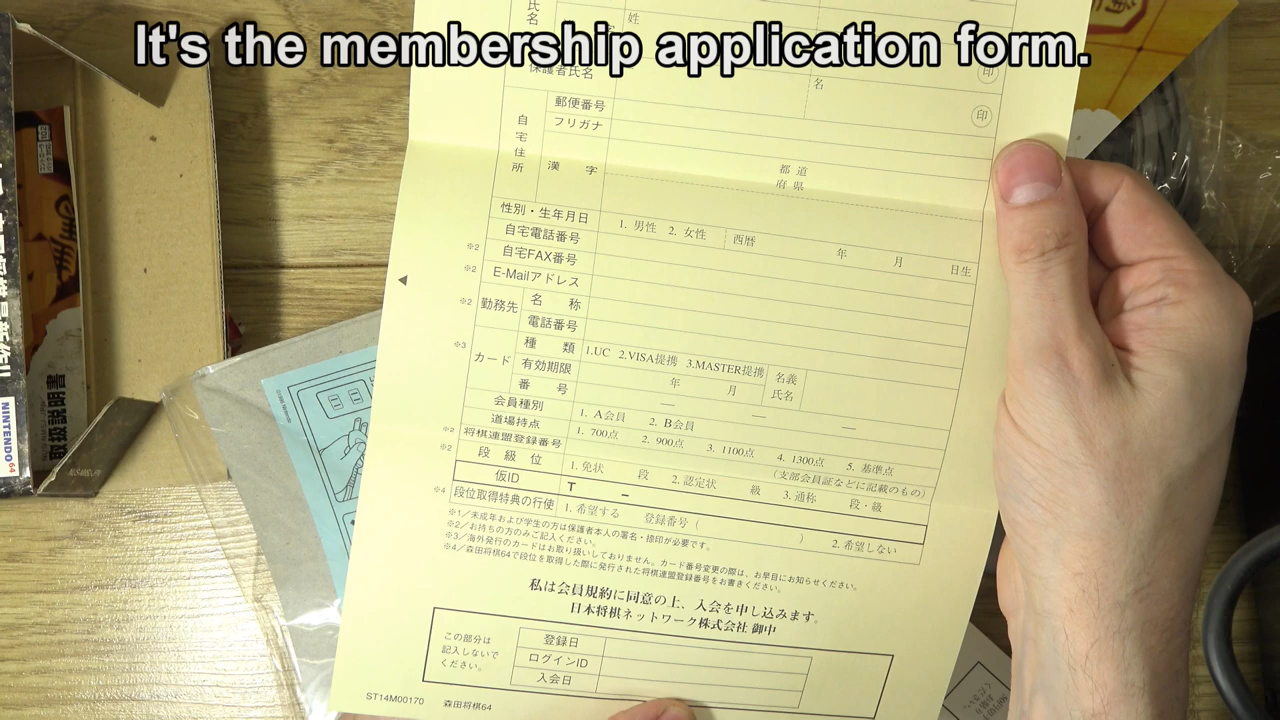 It's the membership application form.
氏名
姓
保護者氏名
名
印
印
自宅住所
郵便番号
フリガナ
漢字
都道
府県
性別・生年月日
1. 男性 2. 女性 西暦 年 月 日生
※2 自宅電話番号
※2 自宅FAX番号
E-Mailアドレス
※2 勤務先
名称
電話番号
※3 カード
種類 1.UC 2.VISA提携 3.MASTER提携 名義氏名
有効期限 年 月
番号 — — —
会員種別 1. A会員 2. B会員
道場持点 1. 700点 2. 900点 3. 1100点 4. 1300点 5. 基準点
※2 将棋連盟登録番号 (支部会員証などに記載のもの)
※2 段級位 1. 免状 段 2. 認定状 級 3. 通称 段・級
仮ID T –
※4 段位取得特典の行使 1. 希望する 登録番号 ( ) 2. 希望しない
※1/未成年および学生の方は保護者本人の署名・捺印が必要です。
※2/お持ちの方のみご記入ください。
※3/海外発行のカードはお取り扱いしておりません。カード番号変更の際は、お早目にお知らせください。
※4/森田将棋64で段位を取得した際に発行された将棋連盟登録番号をお書きください。
私は会員規約に同意の上、入会を申し込みます。
日本将棋ネットワーク株式会社 御中
この部分は
記入しないで
ください。
登録日
ログインID
入会日
ST14M00170 森田将棋64
取扱説明書
NINTENDO 64